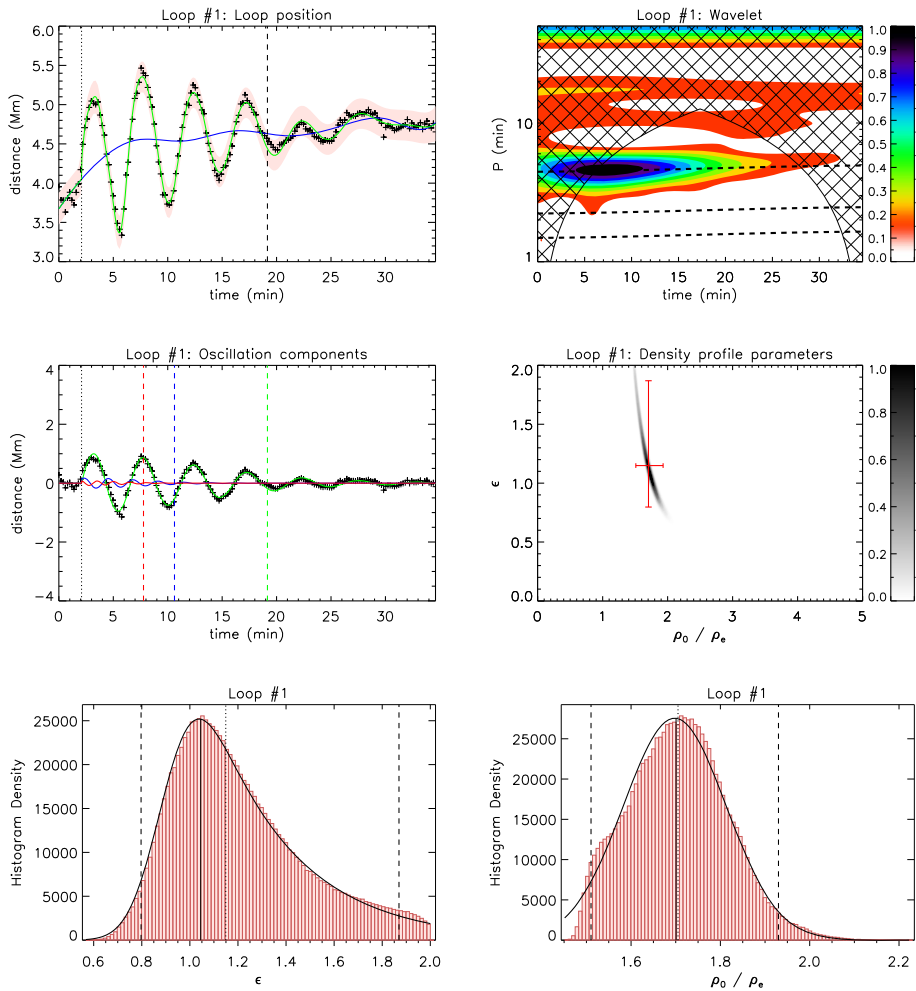 Loop #1: Loop position
6.0
5.5
5.0
4.5
4.0
3.5
3.0
distance (Mm)
0 5 10 15 20 25 30
time (min)
Loop #1: Wavelet
10
1
P (min)
0 5 10 15 20 25 30
time (min)
1.0
0.9
0.8
0.7
0.6
0.5
0.4
0.3
0.2
0.1
0.0
Loop #1: Oscillation components
4
2
0
−2
−4
distance (Mm)
0 5 10 15 20 25 30
time (min)
Loop #1: Density profile parameters
2.0
1.5
1.0
0.5
0.0
ϵ
0 1 2 3 4 5
ρ₀ / ρₑ
1.0
0.8
0.6
0.4
0.2
0.0
Loop #1
25000
20000
15000
10000
5000
0
Histogram Density
0.6 0.8 1.0 1.2 1.4 1.6 1.8 2.0
ϵ
Loop #1
25000
20000
15000
10000
5000
0
Histogram Density
1.6 1.8 2.0 2.2
ρ₀ / ρₑ